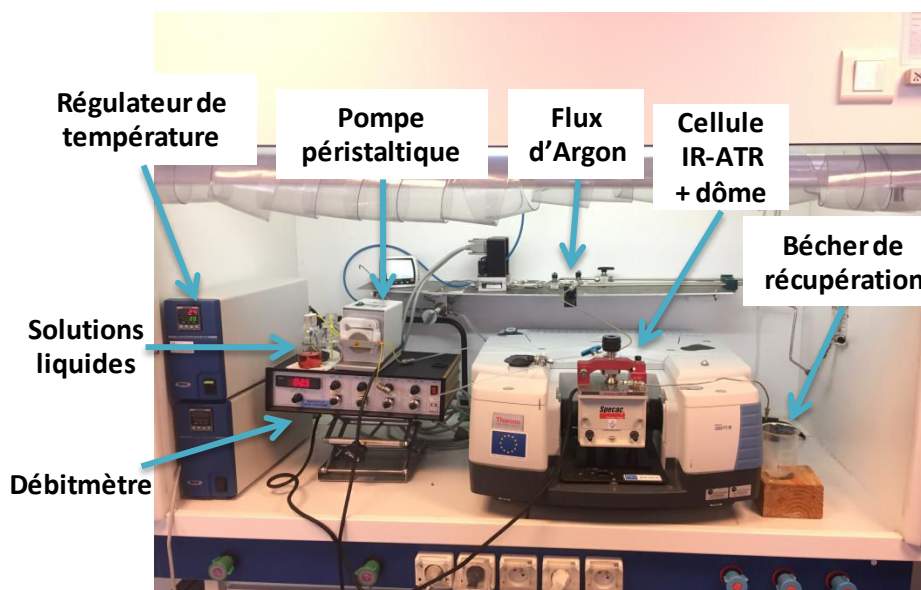 Régulateur de
température
Pompe
péristaltique
Flux
d'Argon
Cellule
IR-ATR
+ dôme
Bécher de
récupération
Solutions
liquides
Débitmètre
Specac
Thermo